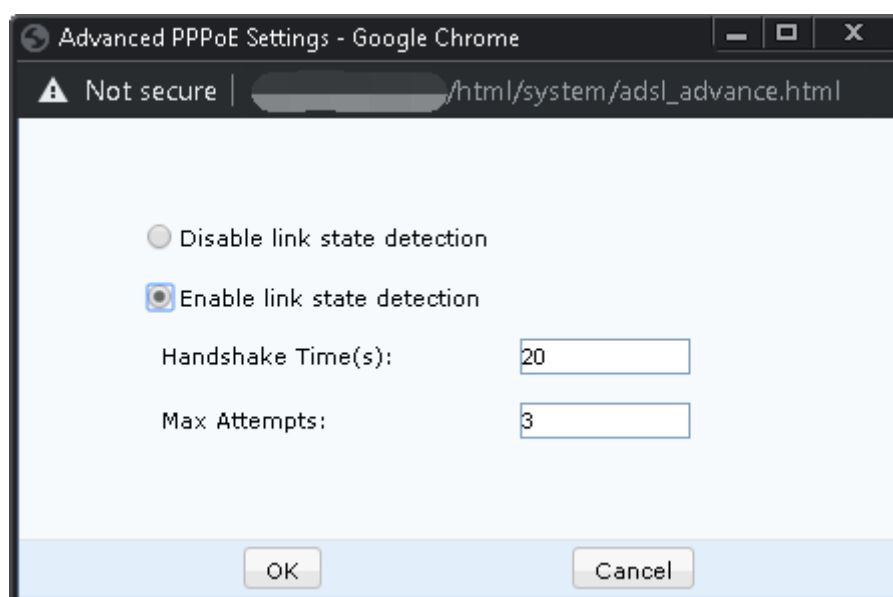 Advanced PPPoE Settings - Google Chrome
Not secure | /html/system/adsl_advance.html
Disable link state detection
Enable link state detection
Handshake Time(s): 20
Max Attempts: 3
OK Cancel